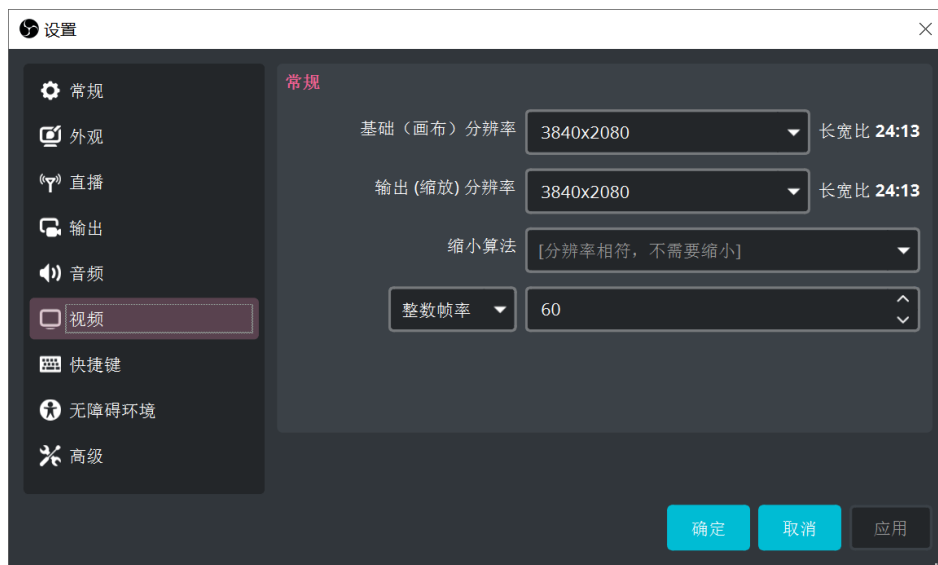 设置
常规
外观
直播
输出
音频
视频
快捷键
无障碍环境
高级
常规
基础（画布）分辨率 3840x2080 长宽比 24:13
输出 (缩放) 分辨率 3840x2080 长宽比 24:13
缩小算法 [分辨率相符，不需要缩小]
整数帧率 60
确定 取消 应用